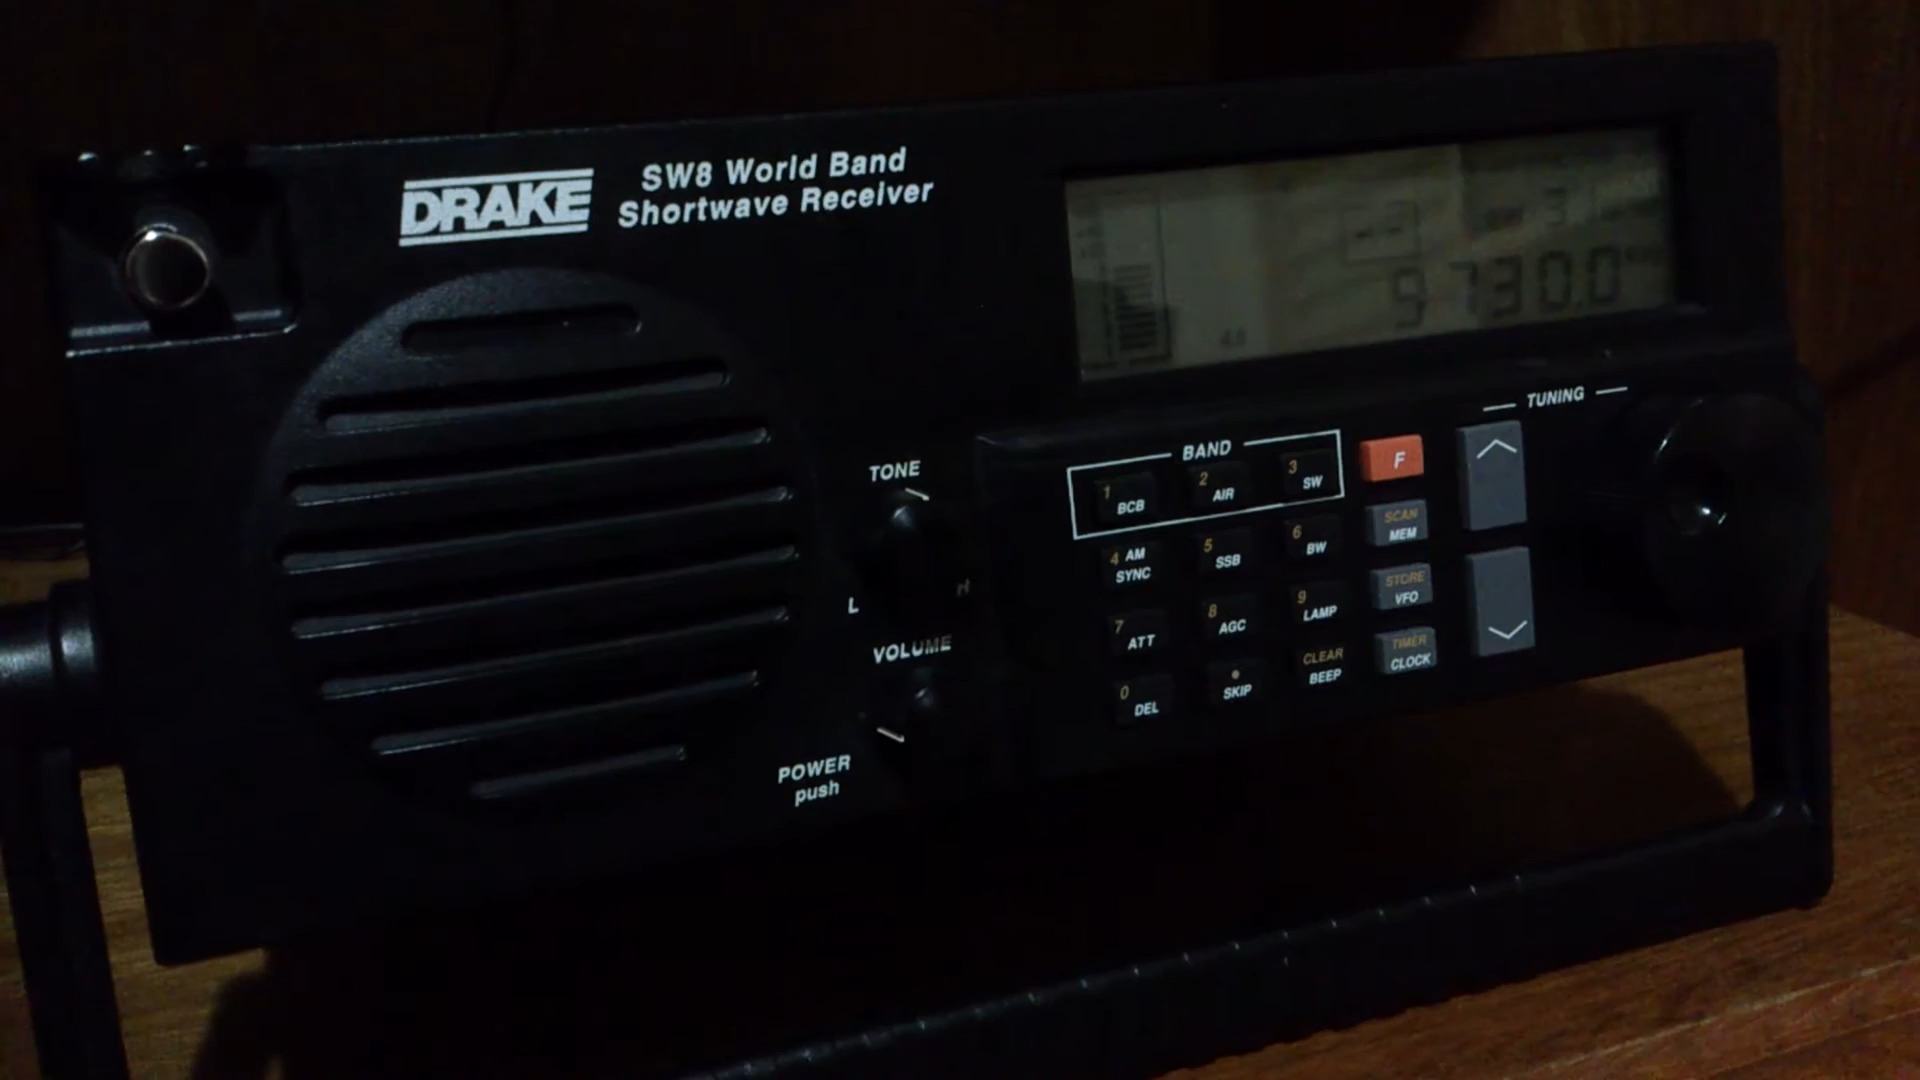 DRAKE
SW8 World Band
Shortwave Receiver
9730.0
4.0
TONE
L
VOLUME
POWER
push
TUNING
BAND
1 BCB
2 AIR
3 SW
F
4 AM SYNC
5 SSB
6 BW
SCAN
MEM
7 ATT
8 AGC
9 LAMP
STORE
VFO
0 DEL
SKIP
CLEAR
BEEP
TIMER
CLOCK